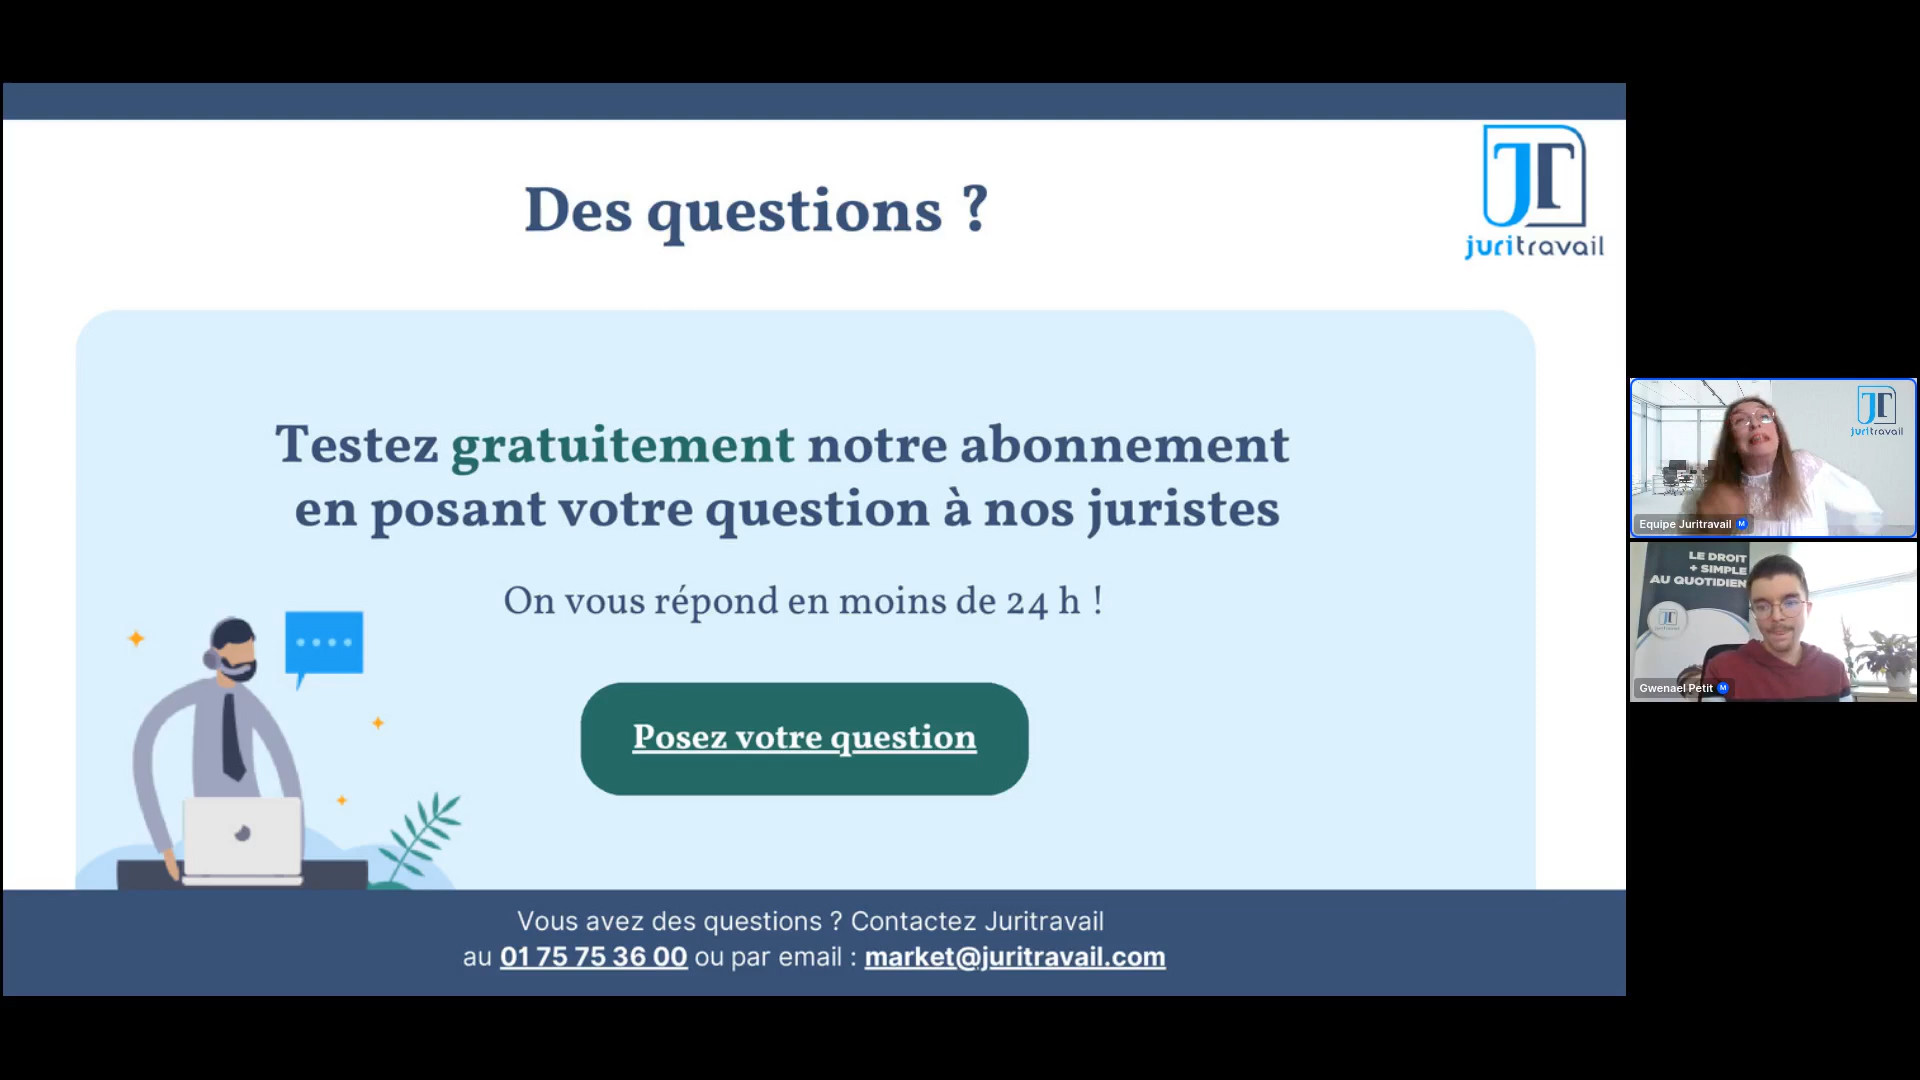 Des questions ?
JT
juritravail
Testez gratuitement notre abonnement
en posant votre question à nos juristes
On vous répond en moins de 24 h !
Posez votre question
Vous avez des questions ? Contactez Juritravail
au 01 75 75 36 00 ou par email : market@juritravail.com
JT
juritravail
Equipe Juritravail M
LE DROIT
+ SIMPLE
AU QUOTIDIEN
Gwenael Petit M